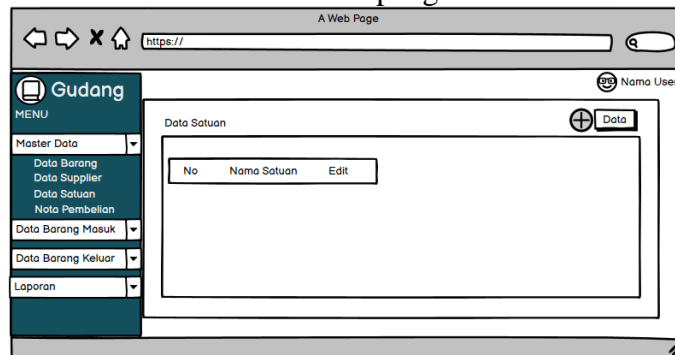 A Web Page
https://
Nama User
Gudang
MENU
Master Data
Data Barang
Data Supplier
Data Satuan
Nota Pembelian
Data Barang Masuk
Data Barang Keluar
Laporan
Data Satuan
Data
No Nama Satuan Edit